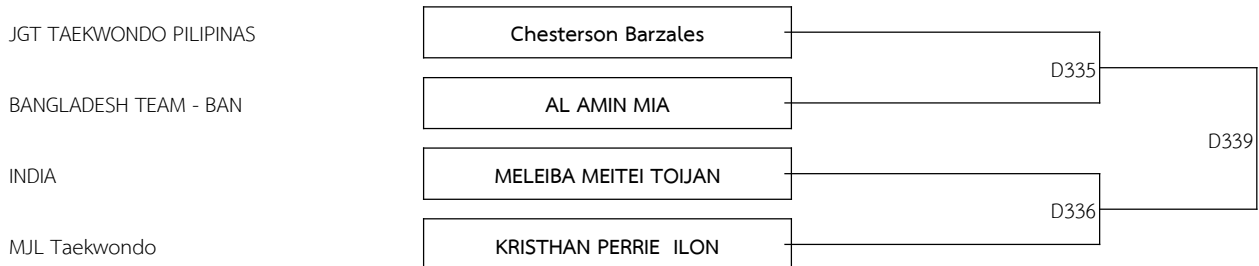 JGT TAEKWONDO PILIPINAS Chesterson Barzales
D335
BANGLADESH TEAM - BAN AL AMIN MIA
D339
INDIA MELEIBA MEITEI TOIJAN
D336
MJL Taekwondo KRISTHAN PERRIE ILON